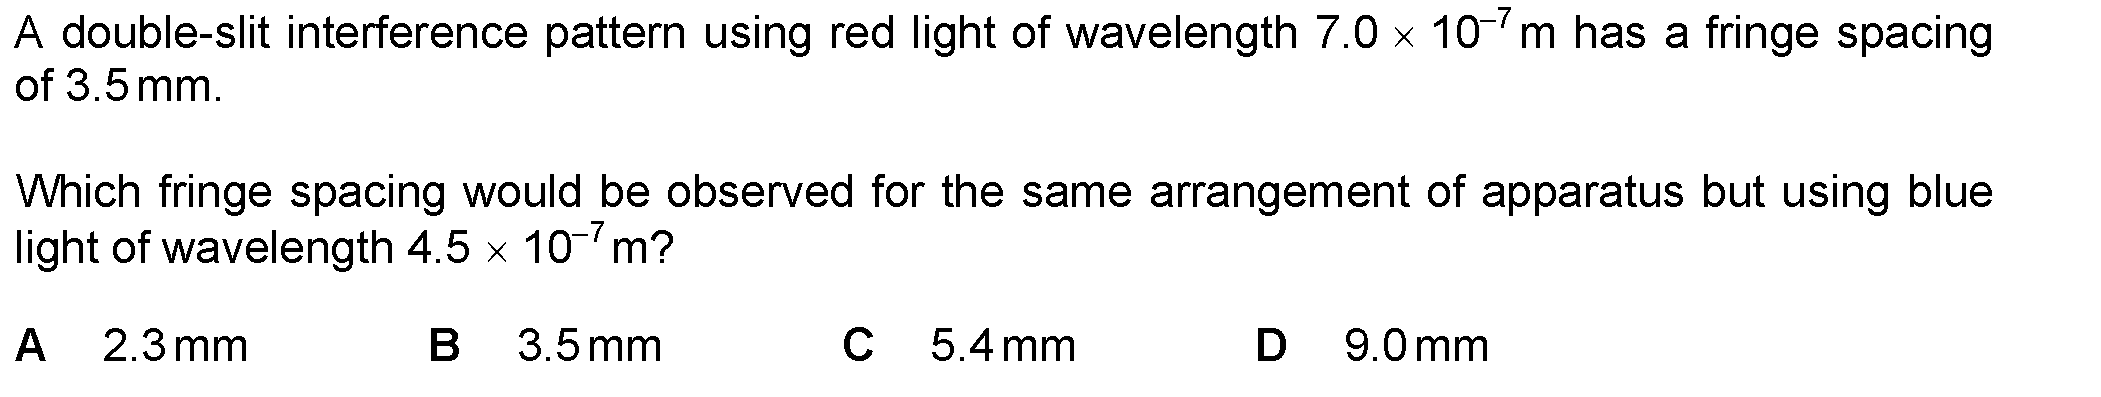 A double-slit interference pattern using red light of wavelength 7.0 × 10⁻⁷ m has a fringe spacing
of 3.5 mm.
Which fringe spacing would be observed for the same arrangement of apparatus but using blue
light of wavelength 4.5 × 10⁻⁷ m?
A 2.3 mm B 3.5 mm C 5.4 mm D 9.0 mm